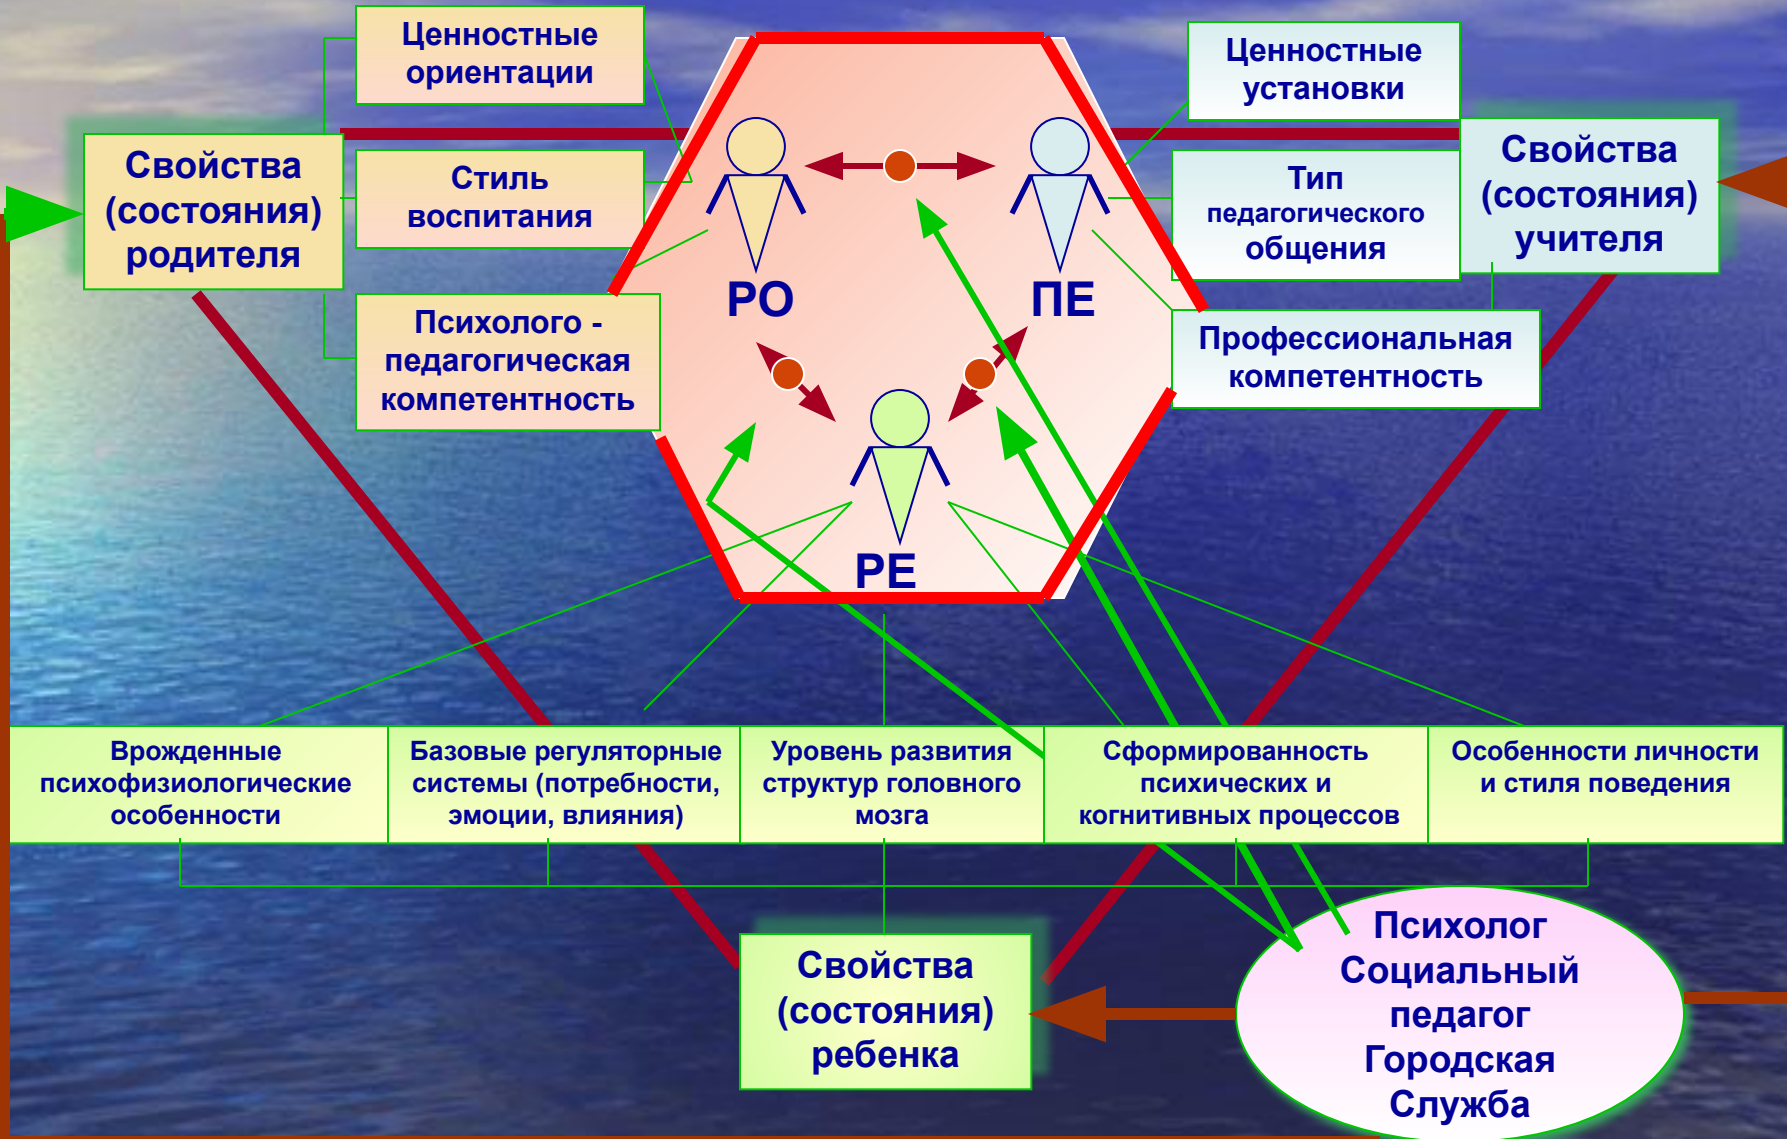 Ценностные
ориентации
Ценностные
установки
Свойства
(состояния)
родителя
Стиль
воспитания
Тип
педагогического
общения
Свойства
(состояния)
учителя
РО
ПЕ
Психолого -
педагогическая
компетентность
Профессиональная
компетентность
РЕ
Врожденные
психофизиологические
особенности
Базовые регуляторные
системы (потребности,
эмоции, влияния)
Уровень развития
структур головного
мозга
Сформированность
психических и
когнитивных процессов
Особенности личности
и стиля поведения
Свойства
(состояния)
ребенка
Психолог
Социальный
педагог
Городская
Служба